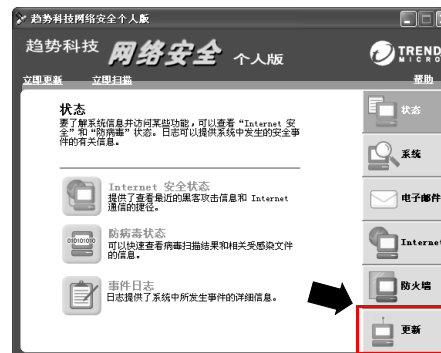 趋势科技网络安全个人版
趋势科技 网络安全 个人版
TREND
MICRO
立即更新 立即扫描 帮助
状态
要了解系统信息并访问某些功能，可以查看“Internet 安
全”和“防病毒”状态。日志可以提供系统中发生的安全事
件的有关信息。
Internet 安全状态
提供了查看最近的黑客攻击信息和 Internet
通信的捷径。
防病毒状态
可以快速查看病毒扫描结果和相关受感染文件
的信息。
事件日志
日志提供了系统中所发生事件的详细信息。
状态
系统
电子邮件
Internet
防火墙
更新